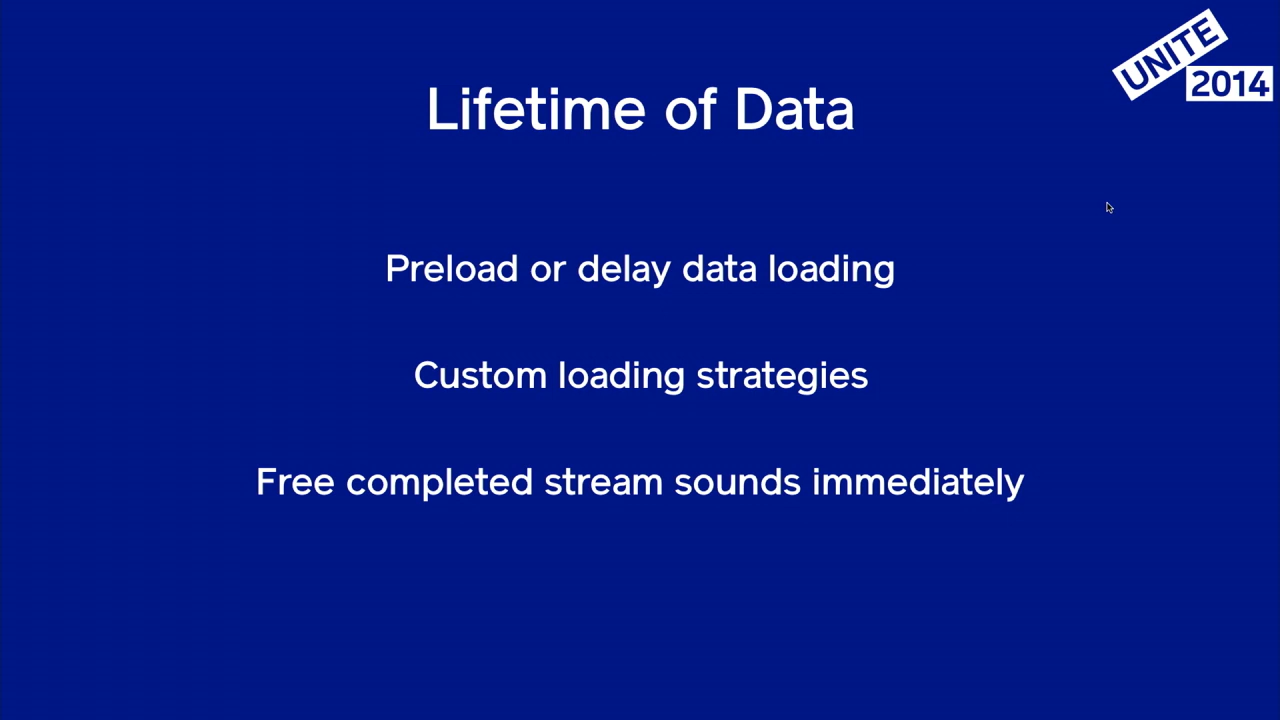 UNITE
2014
Lifetime of Data
Preload or delay data loading
Custom loading strategies
Free completed stream sounds immediately